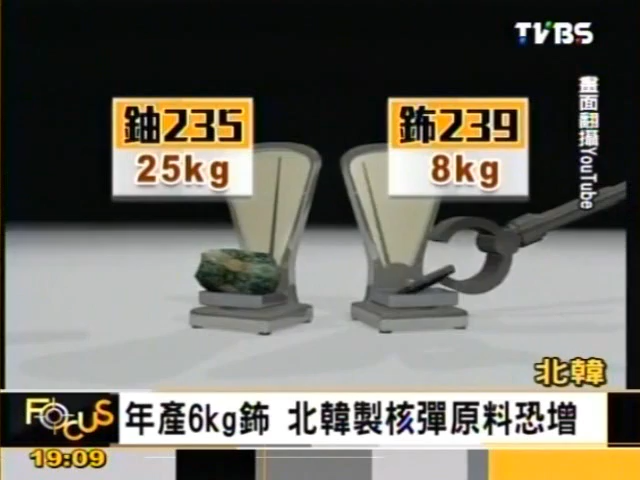 TVBS
鈾235
25kg
鈽239
8kg
畫面翻攝YouTube
北韓
FOCUS
年產6kg鈽 北韓製核彈原料恐增
19:09